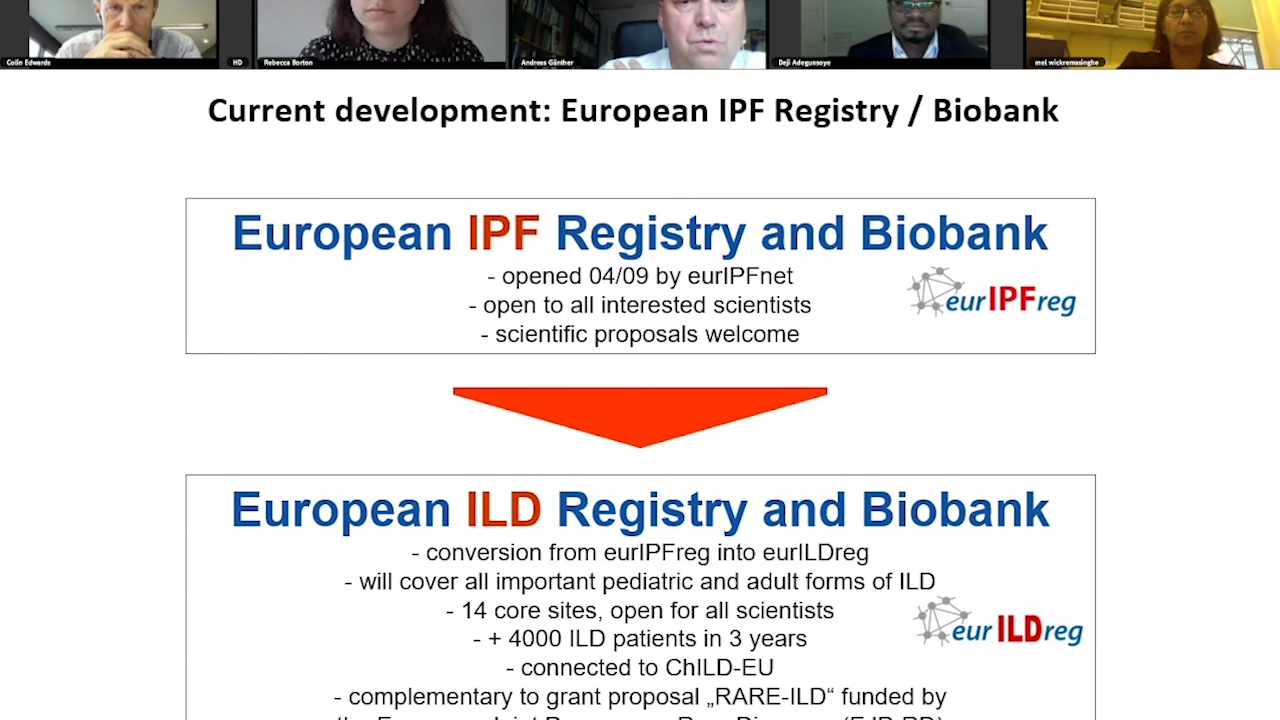 Colin Edwards
HD
Rebecca Borton
Andreas Günther
Deji Adegunsoye
mel wickremasinghe
Current development: European IPF Registry / Biobank
European IPF Registry and Biobank
- opened 04/09 by eurIPFnet
- open to all interested scientists
- scientific proposals welcome
eurIPFreg
European ILD Registry and Biobank
- conversion from eurIPFreg into eurILDreg
- will cover all important pediatric and adult forms of ILD
- 14 core sites, open for all scientists
- + 4000 ILD patients in 3 years
- connected to ChILD-EU
- complementary to grant proposal „RARE-ILD“ funded by
eurILDreg